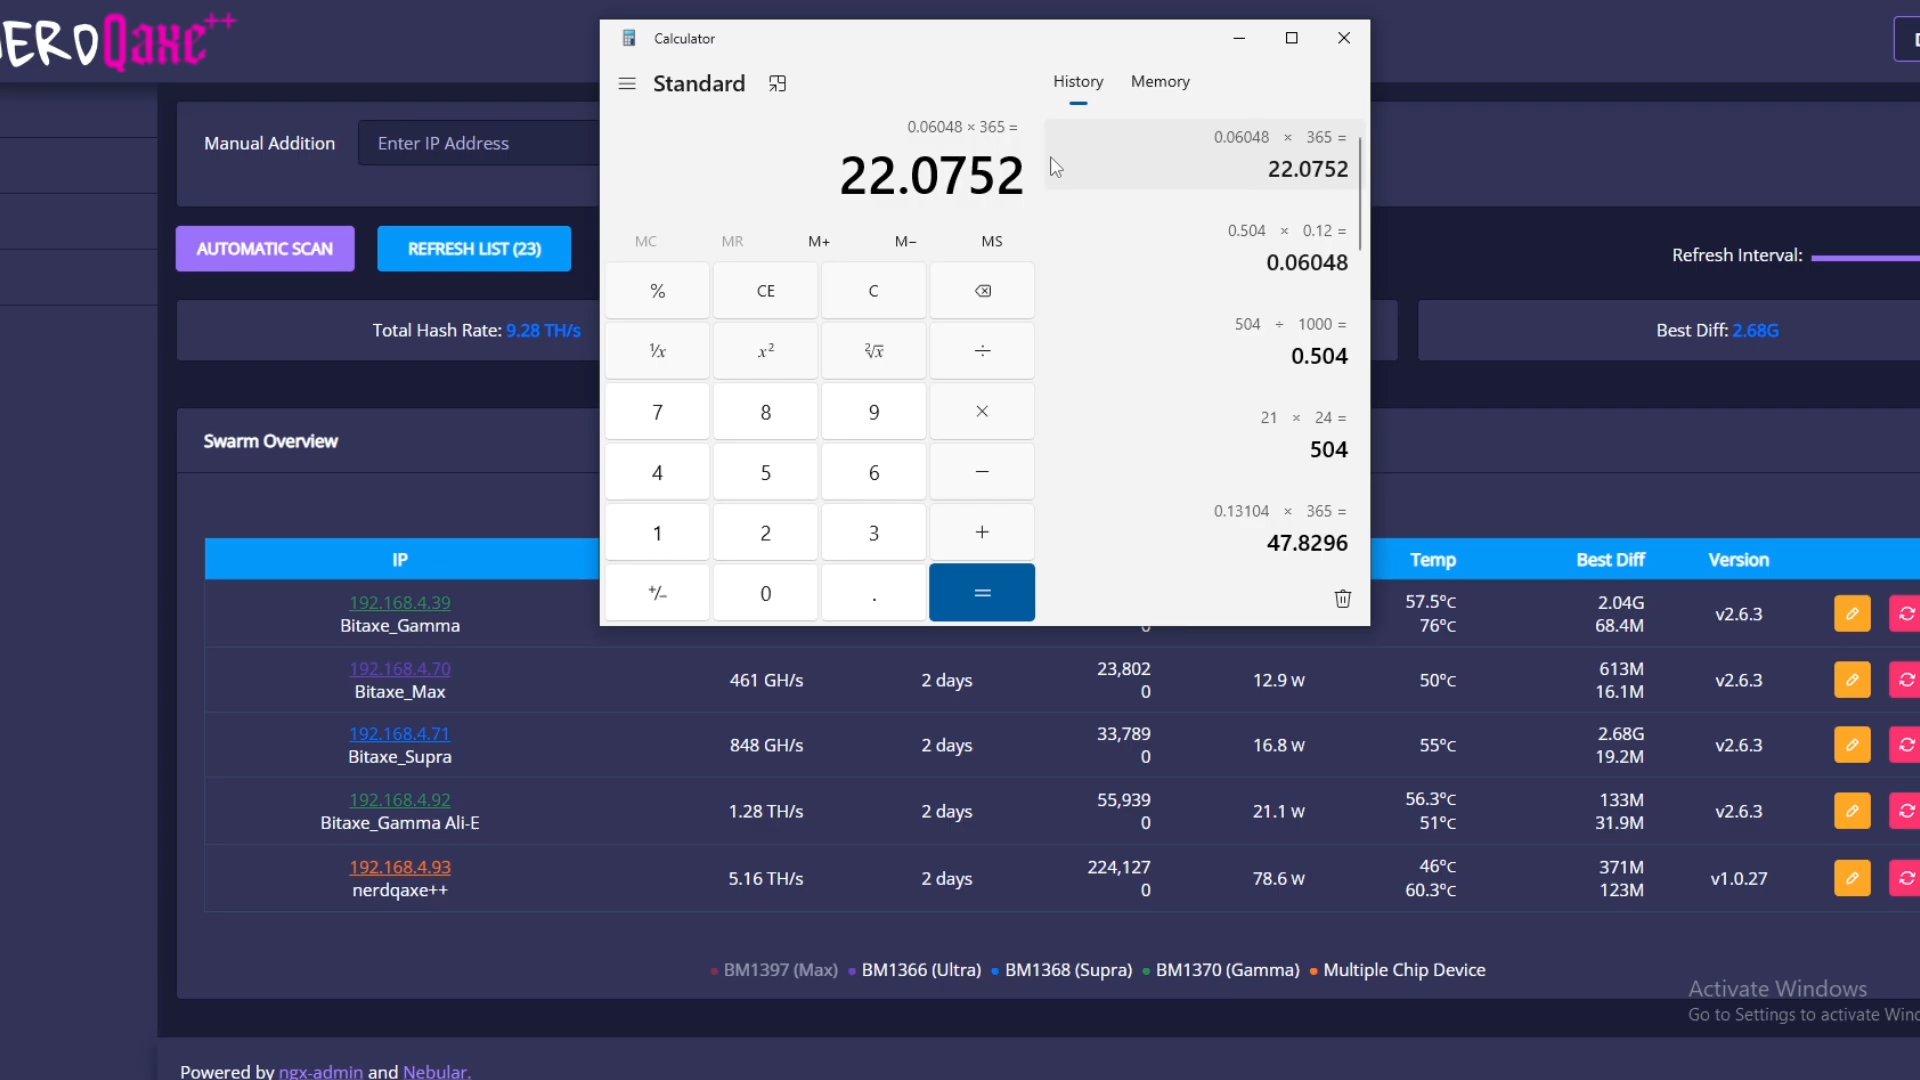 ERDQaxe++
Calculator
Standard
History Memory
0.06048 × 365 =
22.0752
MC MR M+ M− MS
% CE C
⅟x x² ²√x ÷
7 8 9 ×
4 5 6 −
1 2 3 +
+/− 0 . =
0.06048 × 365 =
22.0752
0.504 × 0.12 =
0.06048
504 ÷ 1000 =
0.504
21 × 24 =
504
0.13104 × 365 =
47.8296
Manual Addition Enter IP Address
AUTOMATIC SCAN REFRESH LIST (23)
Refresh Interval:
Total Hash Rate: 9.28 TH/s
Best Diff: 2.68G
Swarm Overview
IP Temp Best Diff Version
192.168.4.39 57.5°C 2.04G
Bitaxe_Gamma 0 76°C 68.4M v2.6.3
192.168.4.70 23,802 613M
Bitaxe_Max 461 GH/s 2 days 0 12.9 W 50°C 16.1M v2.6.3
192.168.4.71 33,789 2.68G
Bitaxe_Supra 848 GH/s 2 days 0 16.8 W 55°C 19.2M v2.6.3
192.168.4.92 55,939 56.3°C 133M
Bitaxe_Gamma Ali-E 1.28 TH/s 2 days 0 21.1 W 51°C 31.9M v2.6.3
192.168.4.93 224,127 46°C 371M
nerdqaxe++ 5.16 TH/s 2 days 0 78.6 W 60.3°C 123M v1.0.27
BM1397 (Max) BM1366 (Ultra) BM1368 (Supra) BM1370 (Gamma) Multiple Chip Device
Activate Windows
Go to Settings to activate Win
Powered by ngx-admin and Nebular.